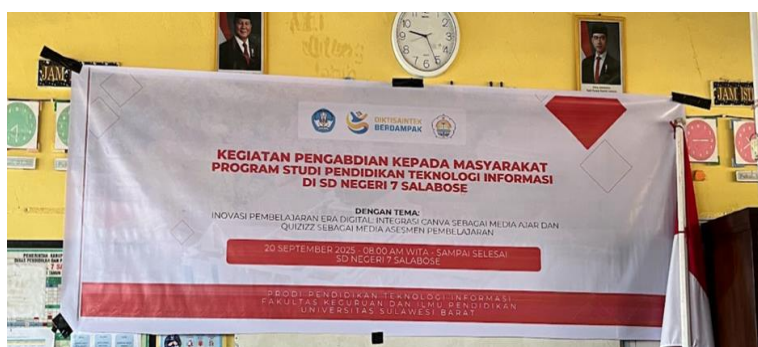 JAM
JAM IST
DIKTISAINTEK
BERDAMPAK
KEGIATAN PENGABDIAN KEPADA MASYARAKAT
PROGRAM STUDI PENDIDIKAN TEKNOLOGI INFORMASI
DI SD NEGERI 7 SALABOSE
DENGAN TEMA:
INOVASI PEMBELAJARAN ERA DIGITAL: INTEGRASI CANVA SEBAGAI MEDIA AJAR DAN
QUIZIZZ SEBAGAI MEDIA ASESMEN PEMBELAJARAN
20 SEPTEMBER 2025 - 08.00 AM WITA - SAMPAI SELESAI
SD NEGERI 7 SALABOSE
PRODI PENDIDIKAN TEKNOLOGI INFORMASI
FAKULTAS KEGURUAN DAN ILMU PENDIDIKAN
UNIVERSITAS SULAWESI BARAT